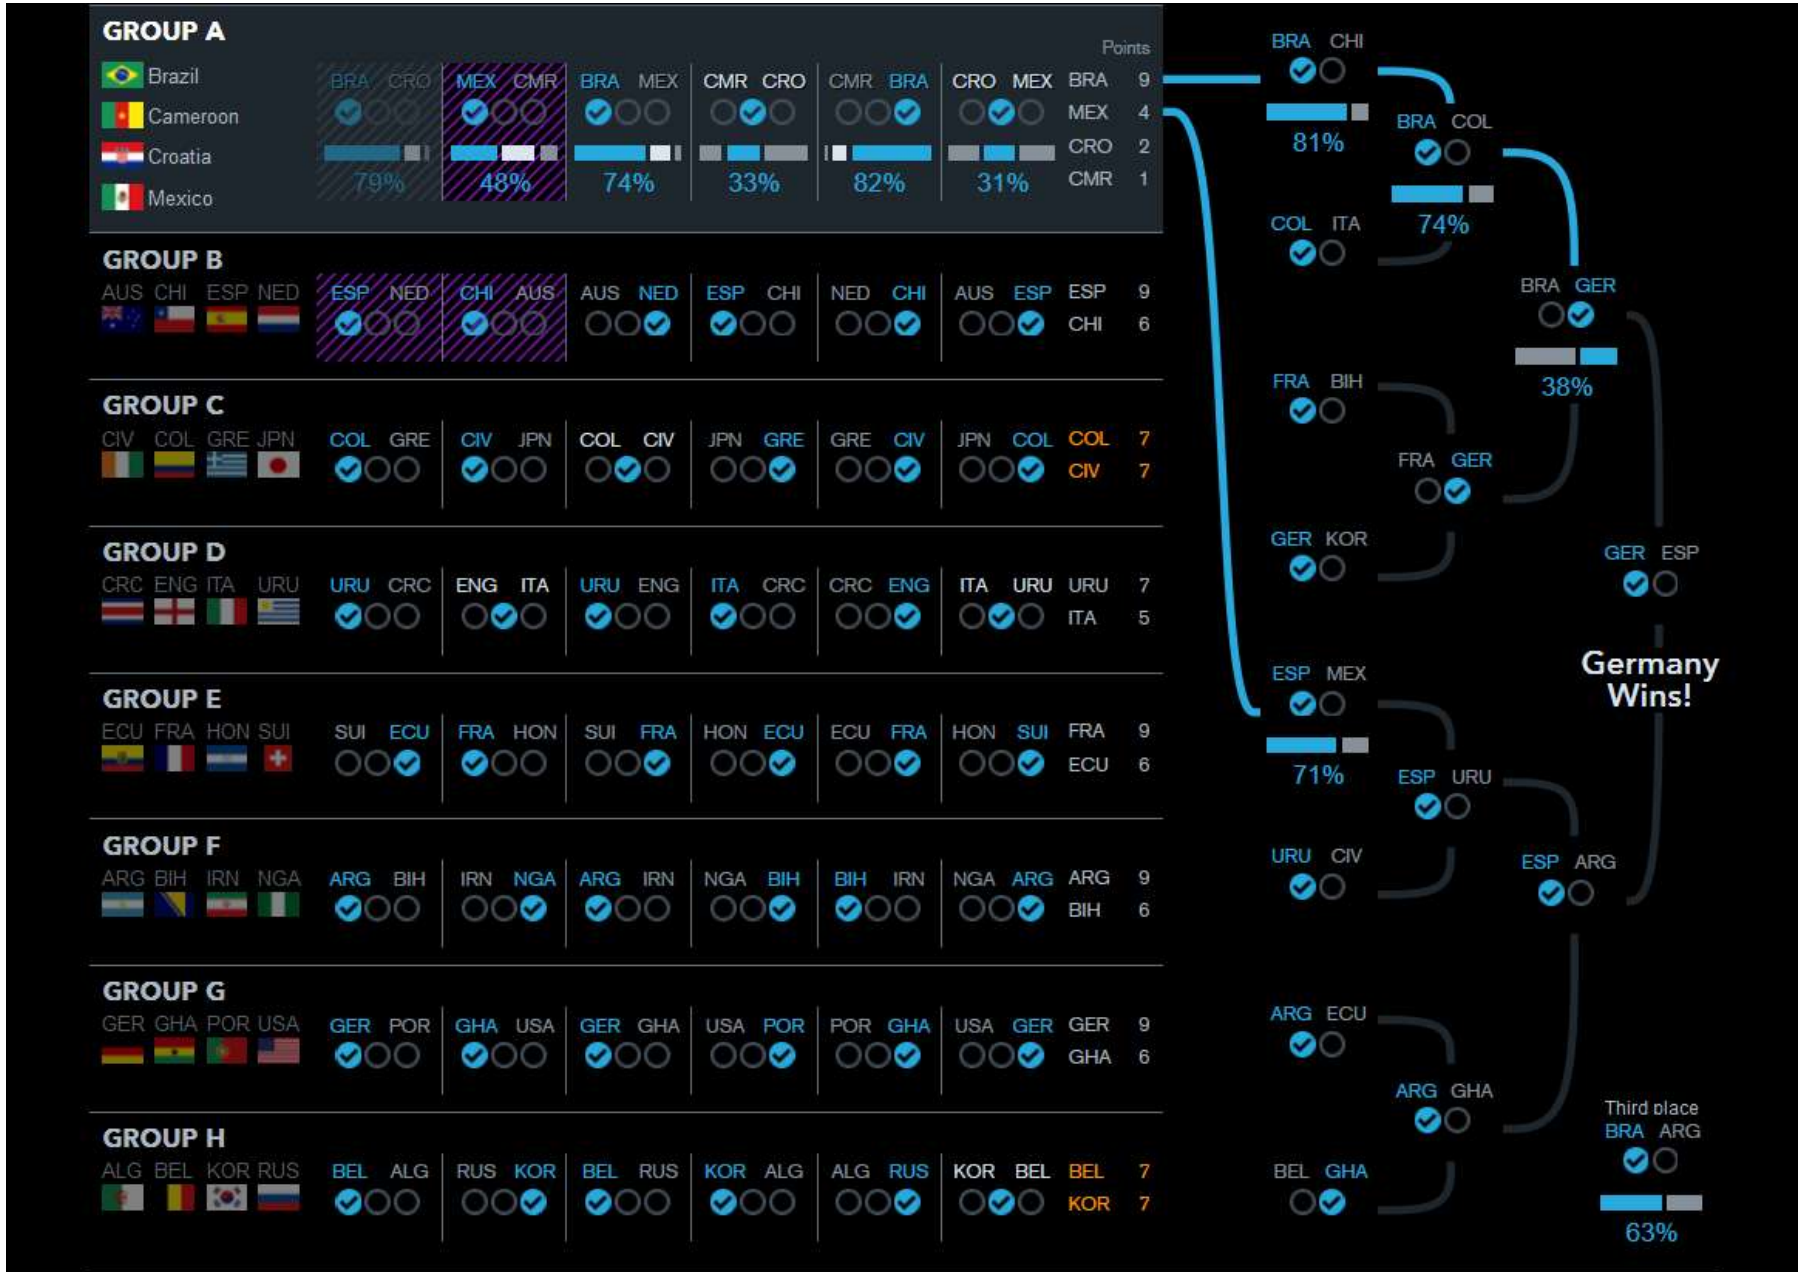 GROUP A
Points
Brazil
Cameroon
Croatia
Mexico
BRA CRO MEX CMR BRA MEX CMR CRO CMR BRA CRO MEX
79% 48% 74% 33% 82% 31%
BRA 9
MEX 4
CRO 2
CMR 1
GROUP B
AUS CHI ESP NED
ESP NED CHI AUS AUS NED ESP CHI NED CHI AUS ESP
ESP 9
CHI 6
GROUP C
CIV COL GRE JPN
COL GRE CIV JPN COL CIV JPN GRE GRE CIV JPN COL
COL 7
CIV 7
GROUP D
CRC ENG ITA URU
URU CRC ENG ITA URU ENG ITA CRC CRC ENG ITA URU
URU 7
ITA 5
GROUP E
ECU FRA HON SUI
SUI ECU FRA HON SUI FRA HON ECU ECU FRA HON SUI
FRA 9
ECU 6
GROUP F
ARG BIH IRN NGA
ARG BIH IRN NGA ARG IRN NGA BIH BIH IRN NGA ARG
ARG 9
BIH 6
GROUP G
GER GHA POR USA
GER POR GHA USA GER GHA USA POR POR GHA USA GER
GER 9
GHA 6
GROUP H
ALG BEL KOR RUS
BEL ALG RUS KOR BEL RUS KOR ALG ALG RUS KOR BEL
BEL 7
KOR 7
BRA CHI
81%
BRA COL
74%
COL ITA
BRA GER
38%
FRA BIH
FRA GER
GER KOR
GER ESP
Germany
Wins!
ESP MEX
71%
ESP URU
URU CIV
ESP ARG
ARG ECU
ARG GHA
BEL GHA
Third place
BRA ARG
63%